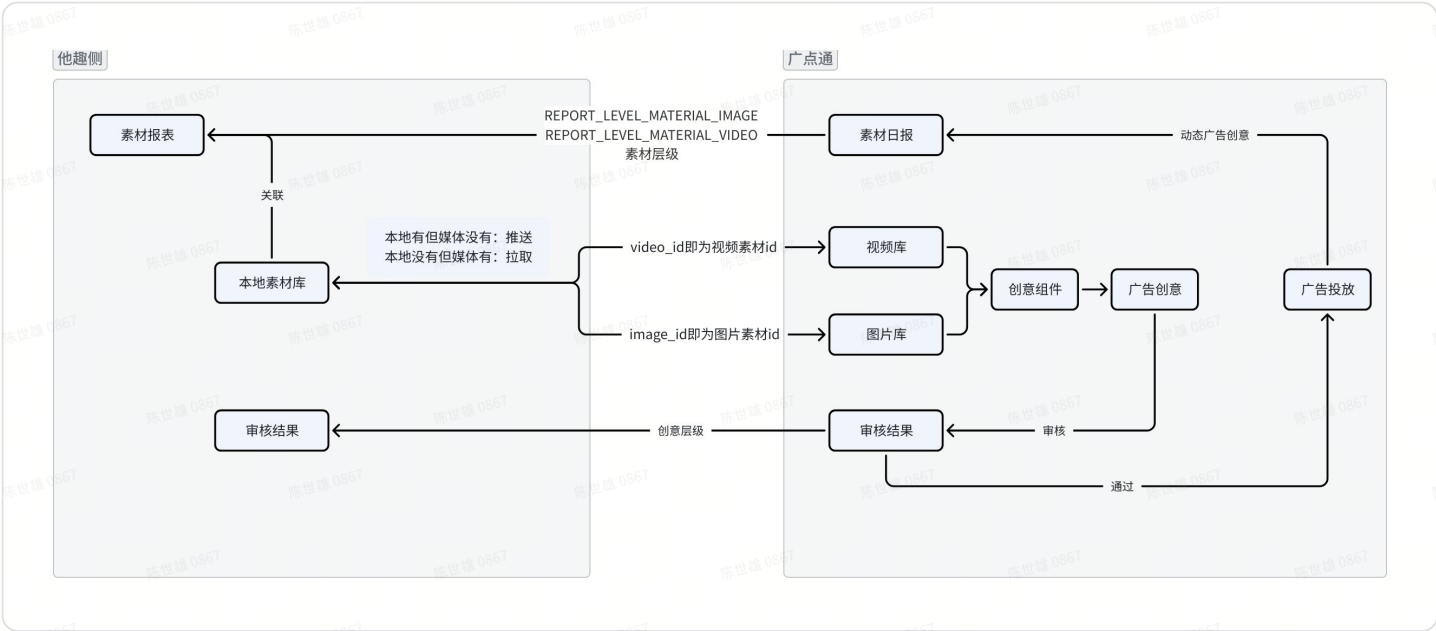 他趣侧
广点通
素材报表
REPORT_LEVEL_MATERIAL_IMAGE
REPORT_LEVEL_MATERIAL_VIDEO
素材层级
素材日报
动态广告创意
关联
本地有但媒体没有：推送
本地没有但媒体有：拉取
video_id即为视频素材id
视频库
本地素材库
创意组件
广告创意
广告投放
image_id即为图片素材id
图片库
审核结果
创意层级
审核结果
审核
通过
陈世雄 0867